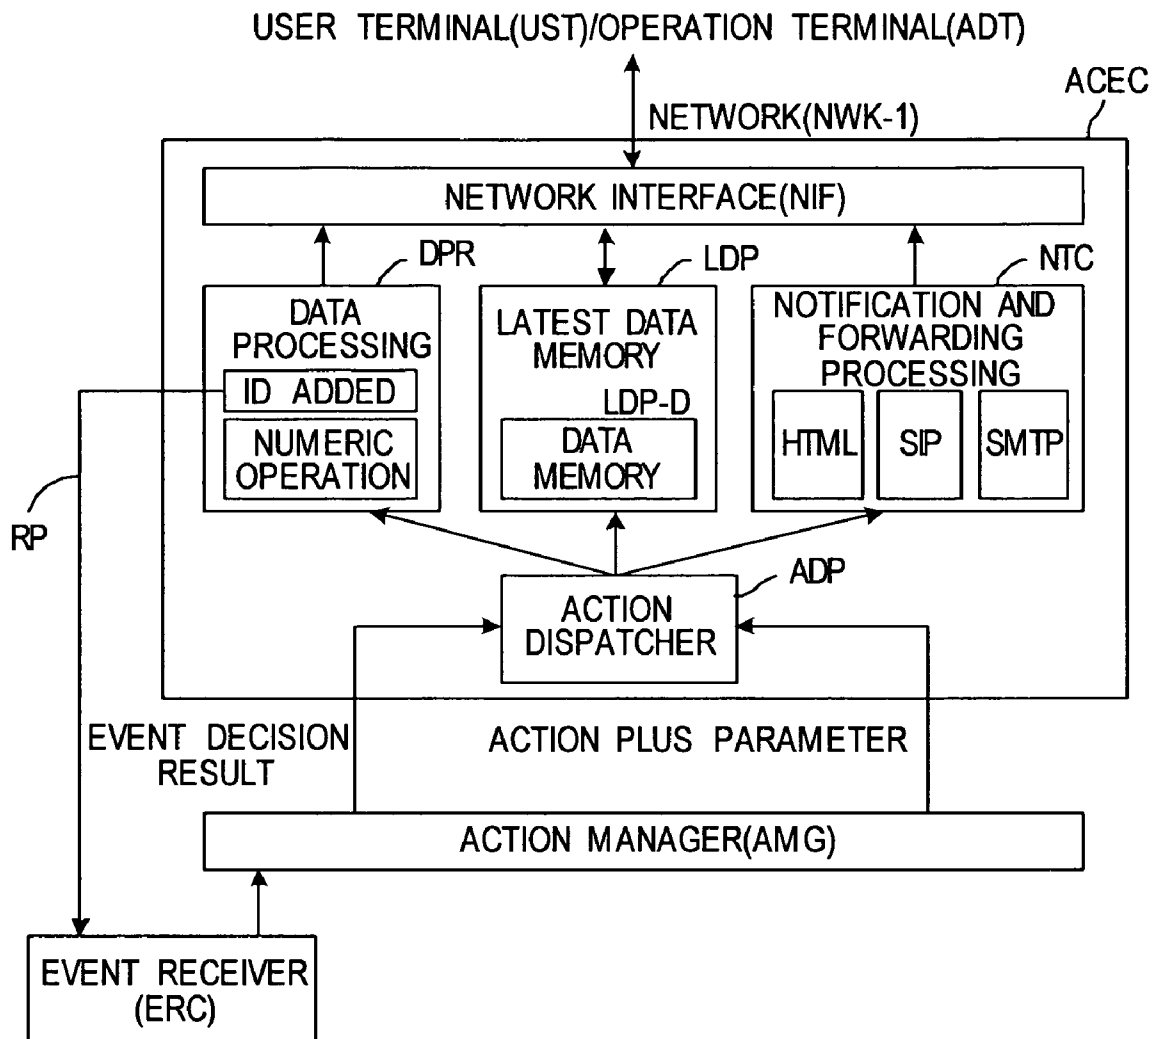 USER TERMINAL(UST)/OPERATION TERMINAL(ADT)
ACEC
NETWORK(NWK-1)
NETWORK INTERFACE(NIF)
DPR
LDP
NTC
DATA
PROCESSING
ID ADDED
NUMERIC
OPERATION
LATEST DATA
MEMORY
LDP-D
DATA
MEMORY
NOTIFICATION AND
FORWARDING
PROCESSING
HTML
SIP
SMTP
RP
ADP
ACTION
DISPATCHER
EVENT DECISION
RESULT
ACTION PLUS PARAMETER
ACTION MANAGER(AMG)
EVENT RECEIVER
(ERC)